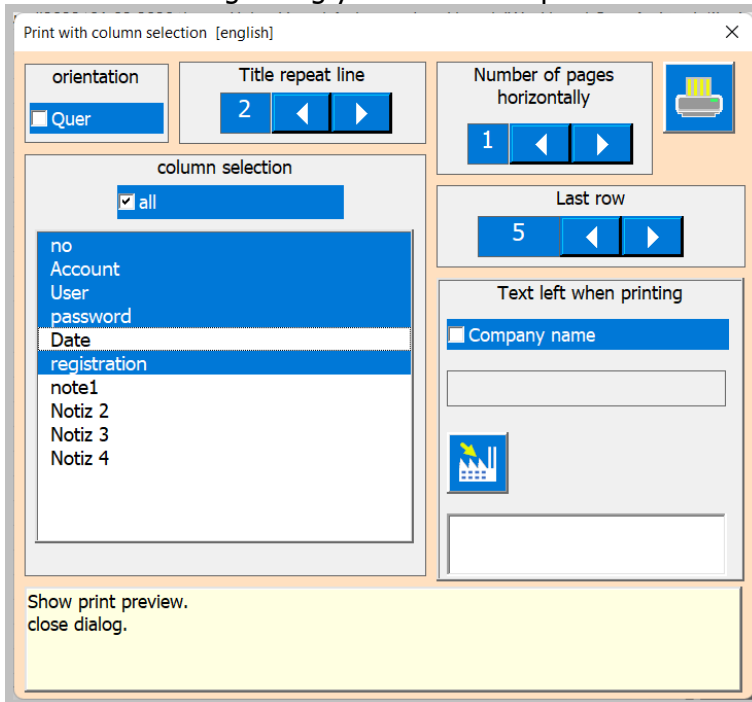 Print with column selection [english]
orientation
Quer
Title repeat line
2
Number of pages
horizontally
1
column selection
all
no
Account
User
password
Date
registration
note1
Notiz 2
Notiz 3
Notiz 4
Last row
5
Text left when printing
Company name
Show print preview.
close dialog.